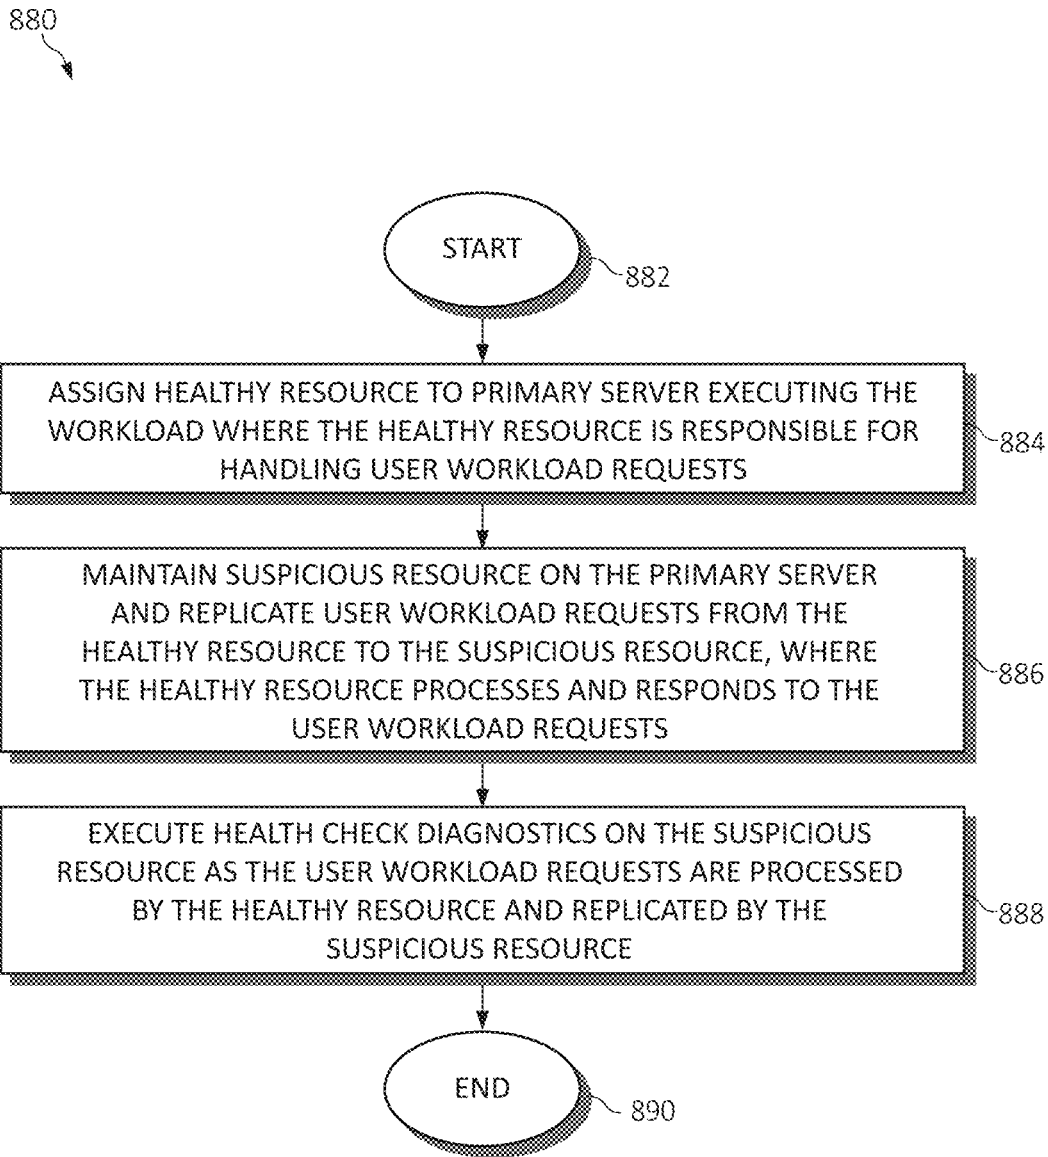 880
START
882
ASSIGN HEALTHY RESOURCE TO PRIMARY SERVER EXECUTING THE
WORKLOAD WHERE THE HEALTHY RESOURCE IS RESPONSIBLE FOR
HANDLING USER WORKLOAD REQUESTS
884
MAINTAIN SUSPICIOUS RESOURCE ON THE PRIMARY SERVER
AND REPLICATE USER WORKLOAD REQUESTS FROM THE
HEALTHY RESOURCE TO THE SUSPICIOUS RESOURCE, WHERE
THE HEALTHY RESOURCE PROCESSES AND RESPONDS TO THE
USER WORKLOAD REQUESTS
886
EXECUTE HEALTH CHECK DIAGNOSTICS ON THE SUSPICIOUS
RESOURCE AS THE USER WORKLOAD REQUESTS ARE PROCESSED
BY THE HEALTHY RESOURCE AND REPLICATED BY THE
SUSPICIOUS RESOURCE
888
END
890